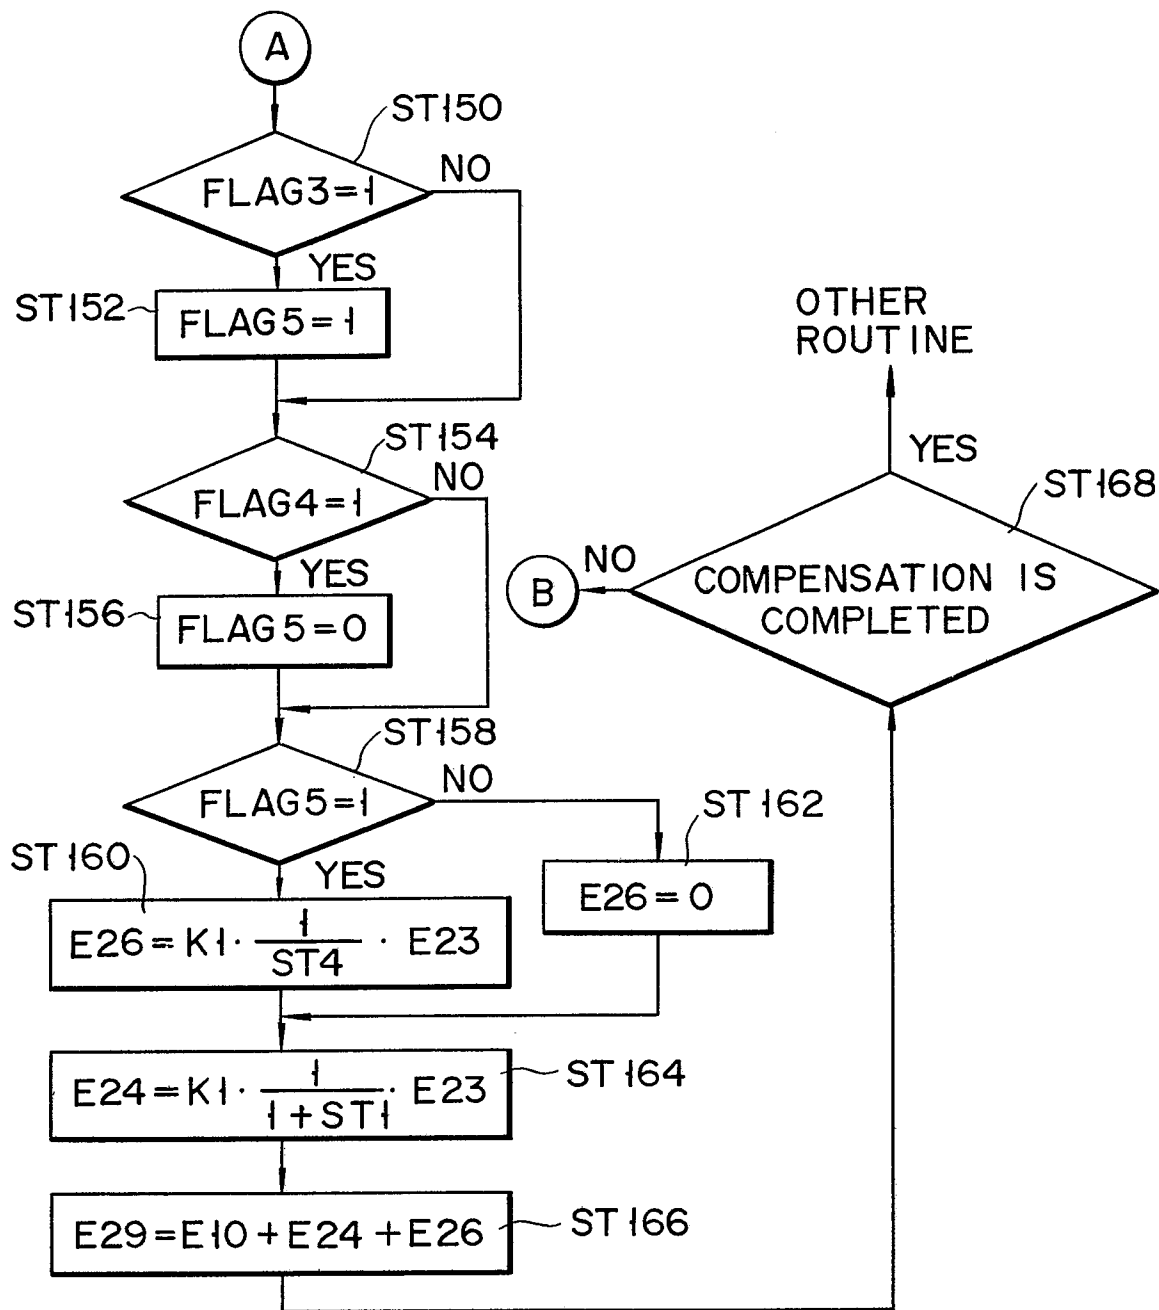 A
ST150
FLAG3=1
NO
YES
ST152
FLAG5=1
ST154
FLAG4=1
NO
YES
ST156
FLAG5=0
ST158
FLAG5=1
NO
YES
ST160
E26=K1·1/ST4·E23
ST162
E26=0
E24=K1·1/1+ST1·E23
ST164
E29=E10+E24+E26
ST166
OTHER
ROUTINE
YES
ST168
COMPENSATION IS
COMPLETED
NO
B